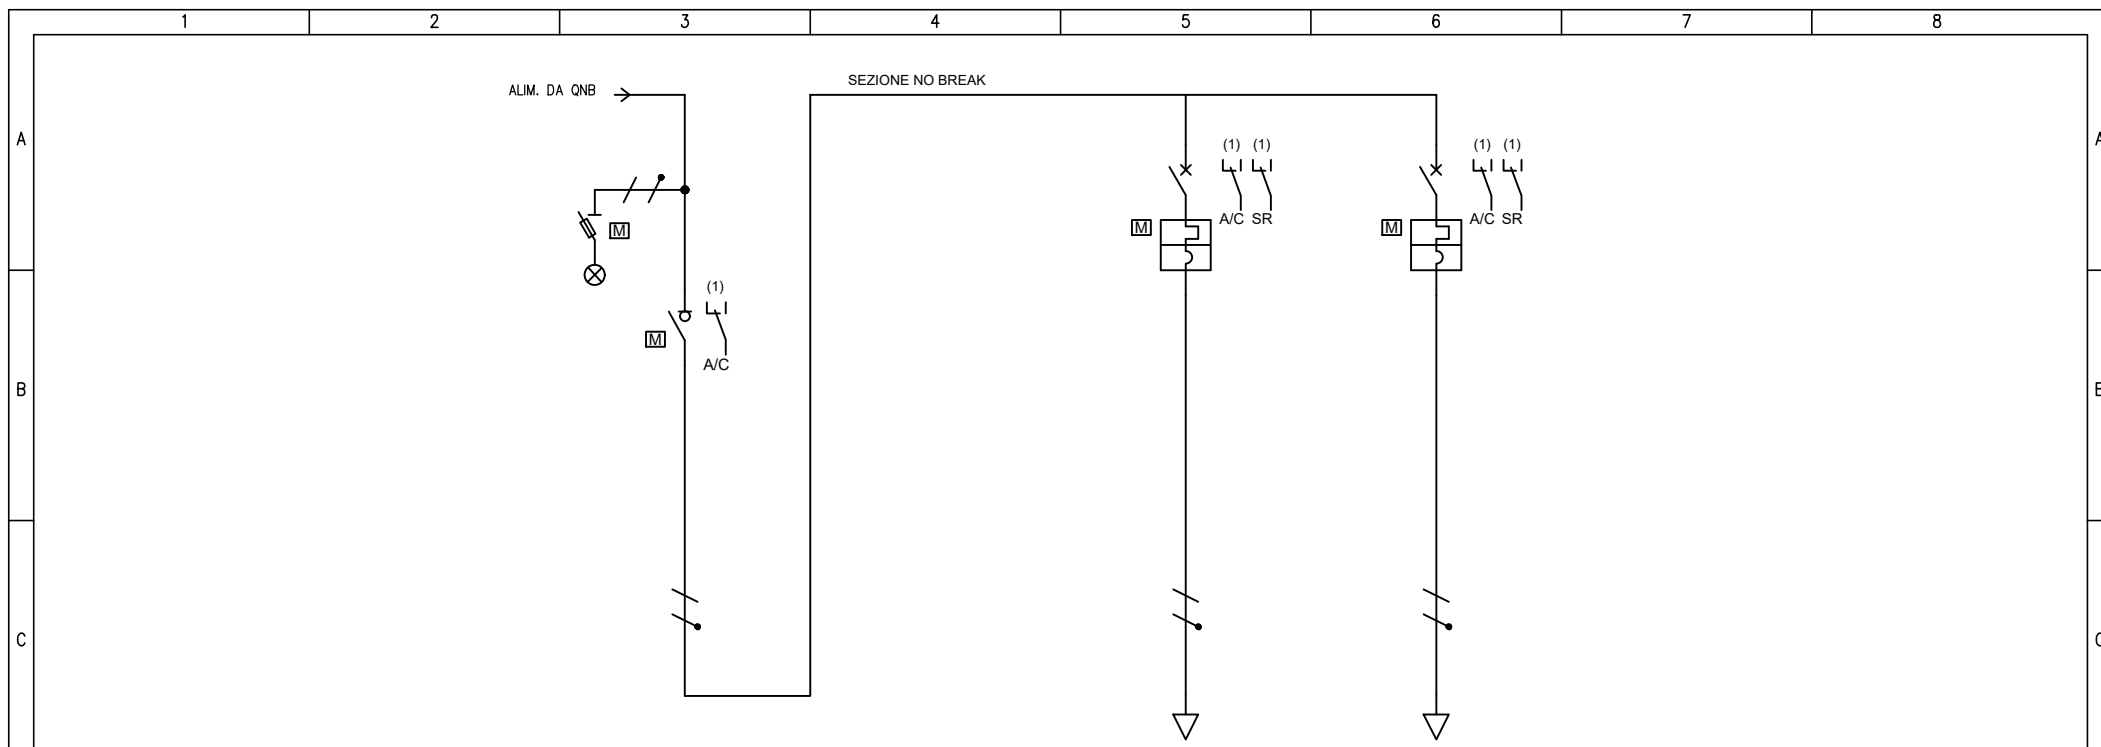 1 2 3 4 5 6 7 8
SEZIONE NO BREAK
ALIM. DA QNB
A A
(1) (1) (1) (1)
A/C SR A/C SR
M M M
(1)
M
A/C
B B
C C